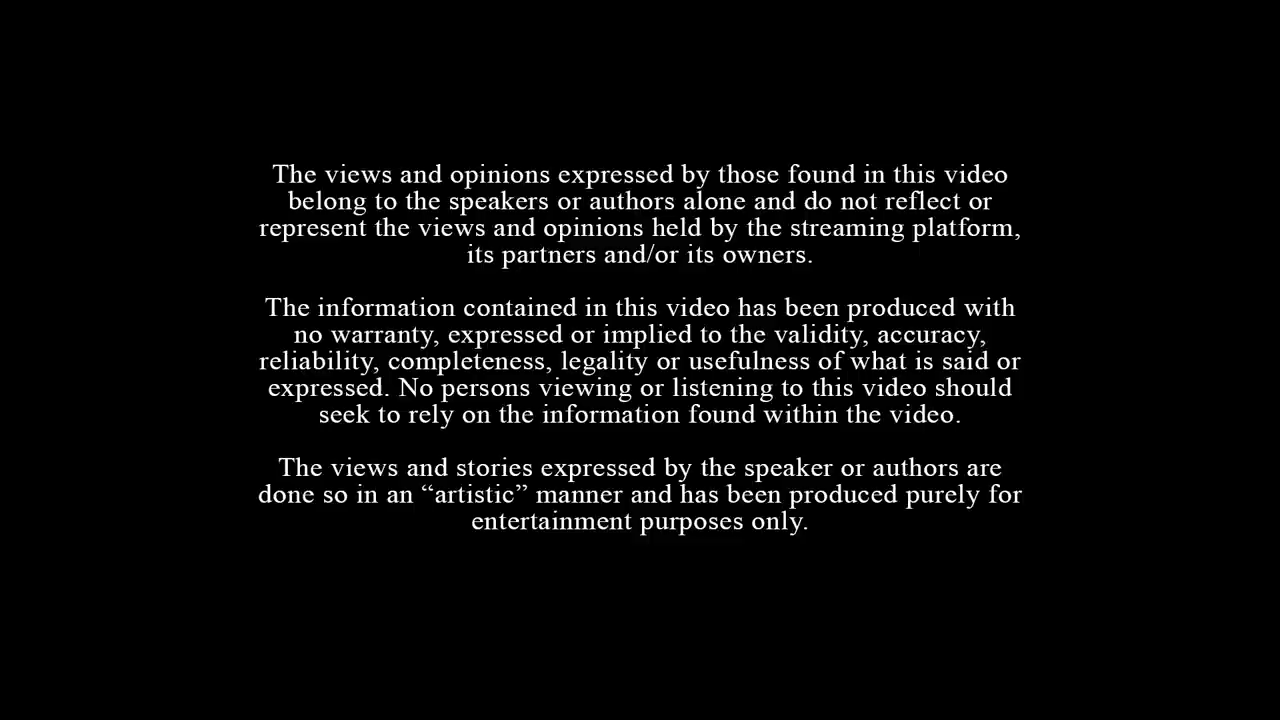 The views and opinions expressed by those found in this video
belong to the speakers or authors alone and do not reflect or
represent the views and opinions held by the streaming platform,
its partners and/or its owners.
The information contained in this video has been produced with
no warranty, expressed or implied to the validity, accuracy,
reliability, completeness, legality or usefulness of what is said or
expressed. No persons viewing or listening to this video should
seek to rely on the information found within the video.
The views and stories expressed by the speaker or authors are
done so in an “artistic” manner and has been produced purely for
entertainment purposes only.